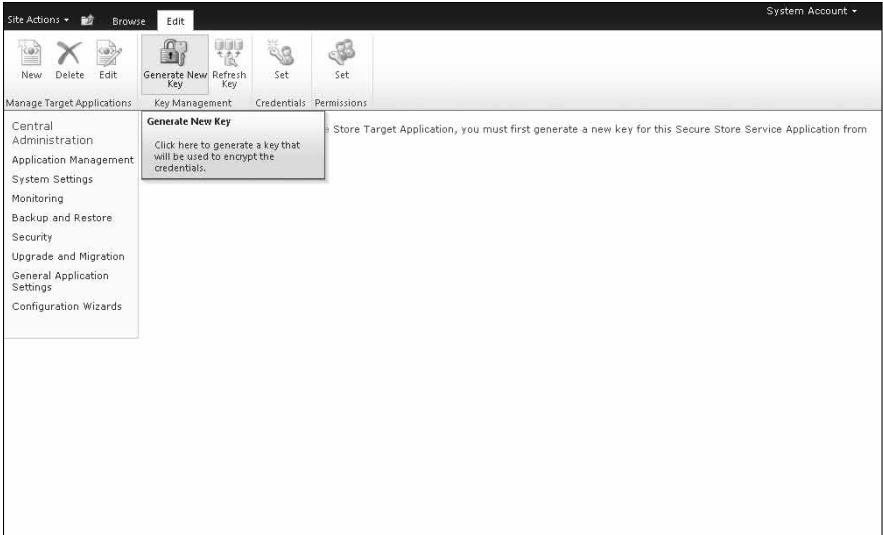 System Account
Site Actions
Browse
Edit
New
Delete
Edit
Generate New
Key
Refresh
Key
Set
Set
Manage Target Applications
Key Management
Credentials
Permissions
Generate New Key
Click here to generate a key that
will be used to encrypt the
credentials.
Store Target Application, you must first generate a new key for this Secure Store Service Application from
Central
Administration
Application Management
System Settings
Monitoring
Backup and Restore
Security
Upgrade and Migration
General Application
Settings
Configuration Wizards